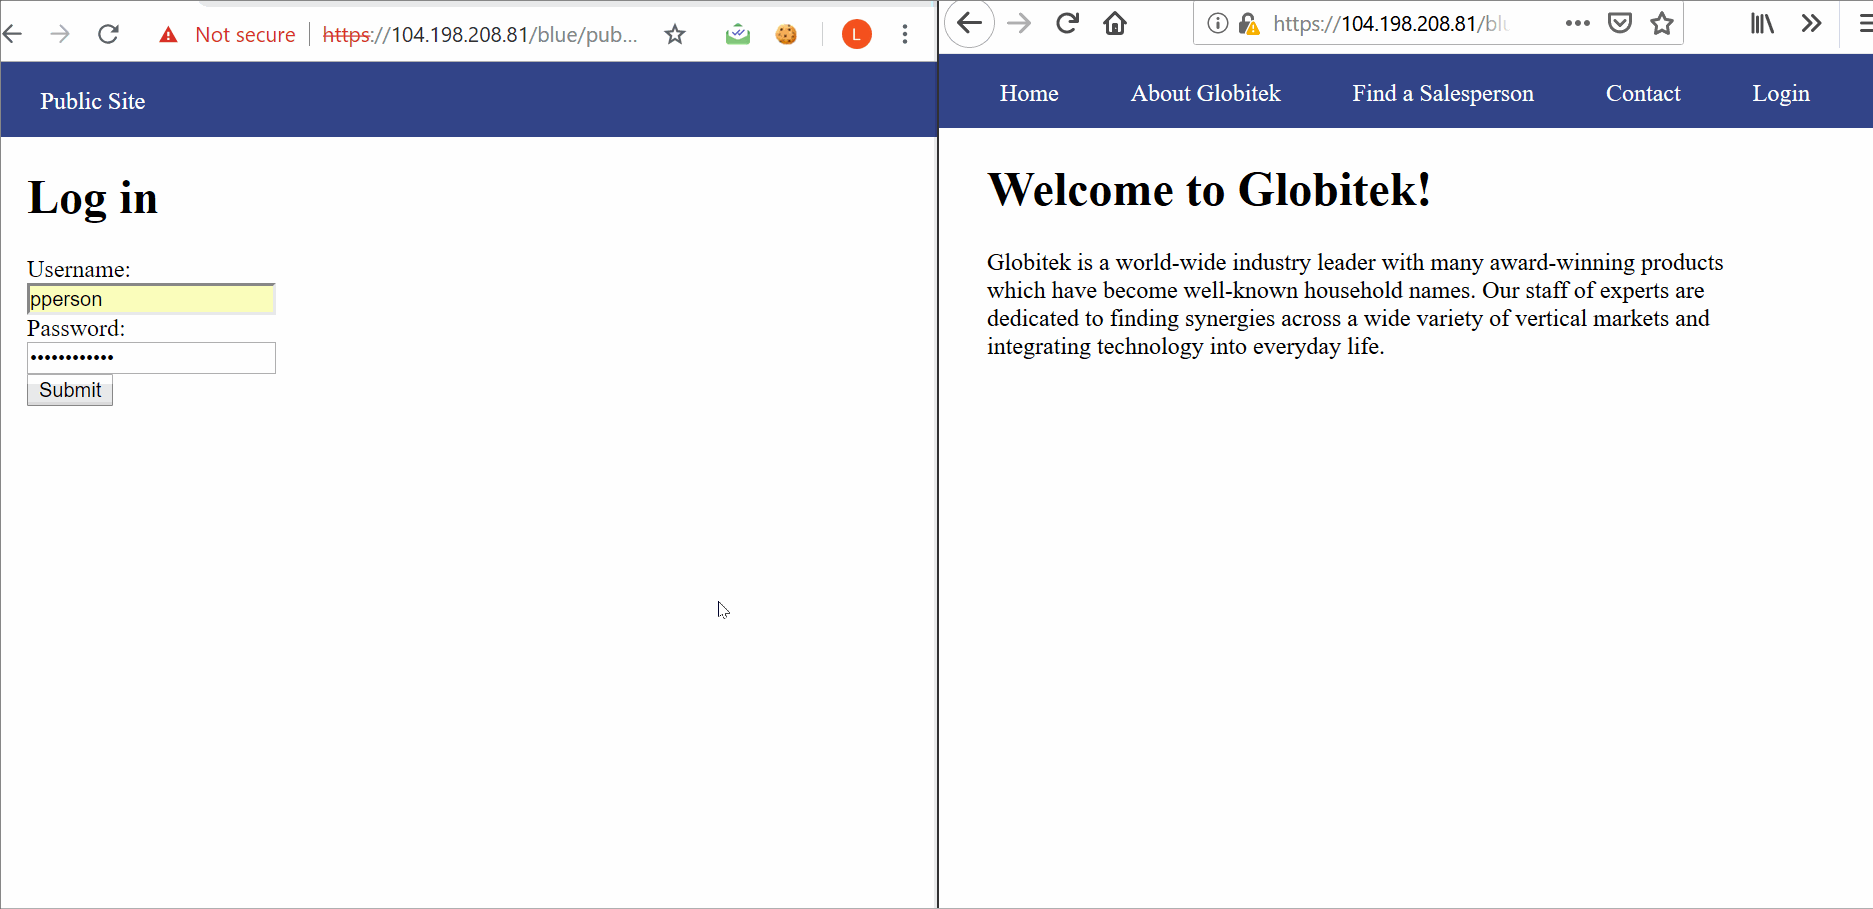 Not secure https://104.198.208.81/blue/pub...
L
Public Site
Log in
Username:
pperson
Password:
••••••••••••
Submit
https://104.198.208.81/blu
Home About Globitek Find a Salesperson Contact Login
Welcome to Globitek!
Globitek is a world-wide industry leader with many award-winning products
which have become well-known household names. Our staff of experts are
dedicated to finding synergies across a wide variety of vertical markets and
integrating technology into everyday life.